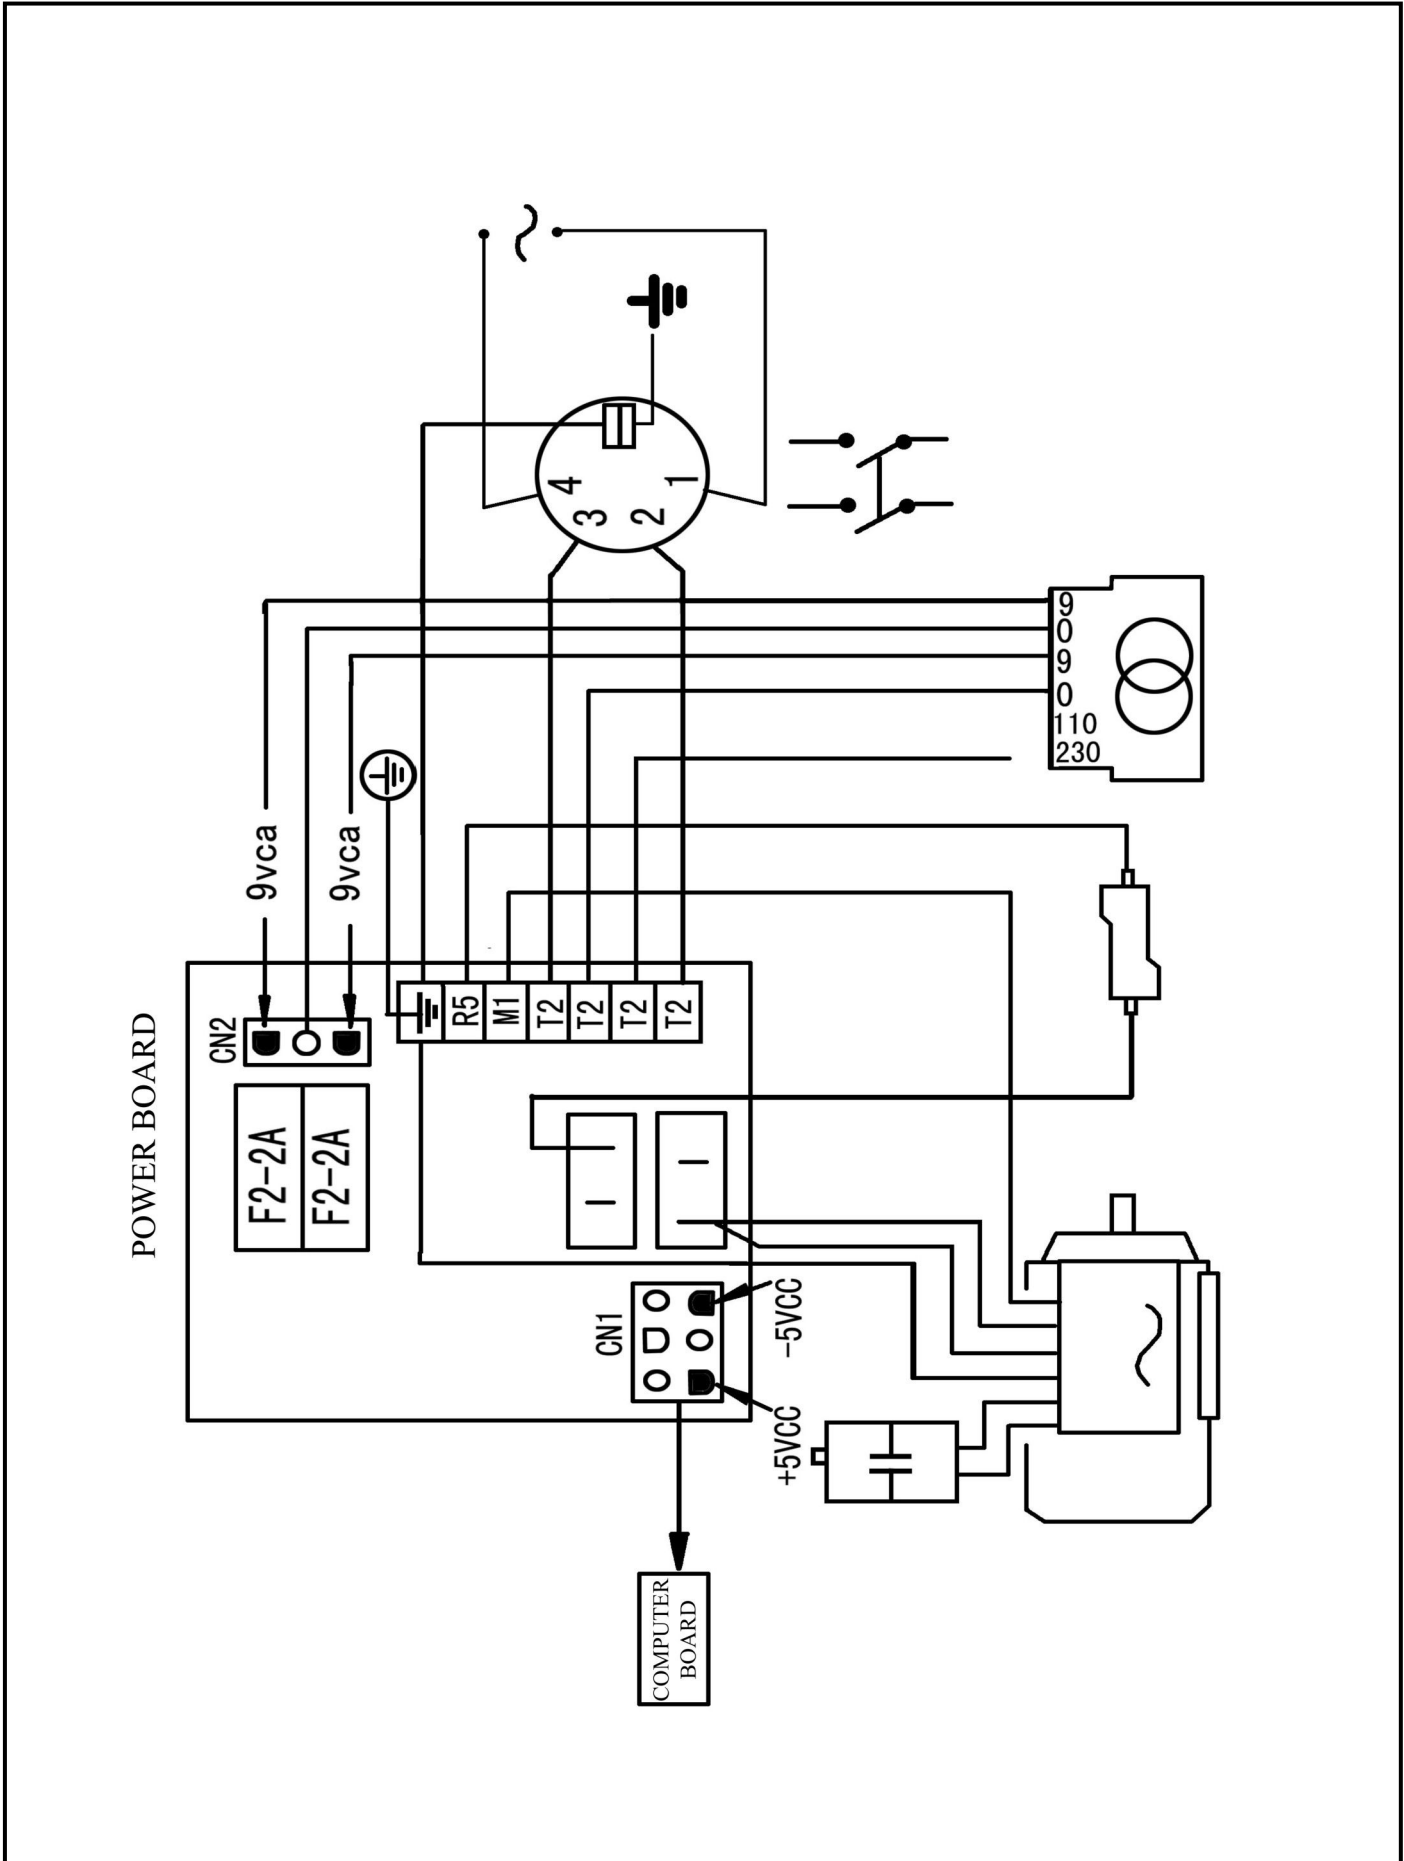 POWER BOARD
CN2
9vca
9vca
F2-2A
F2-2A
R5
M1
T2
T2
T2
T2
4
3
2
1
9
0
9
0
110
230
CN1
+5VCC
-5VCC
COMPUTER
BOARD